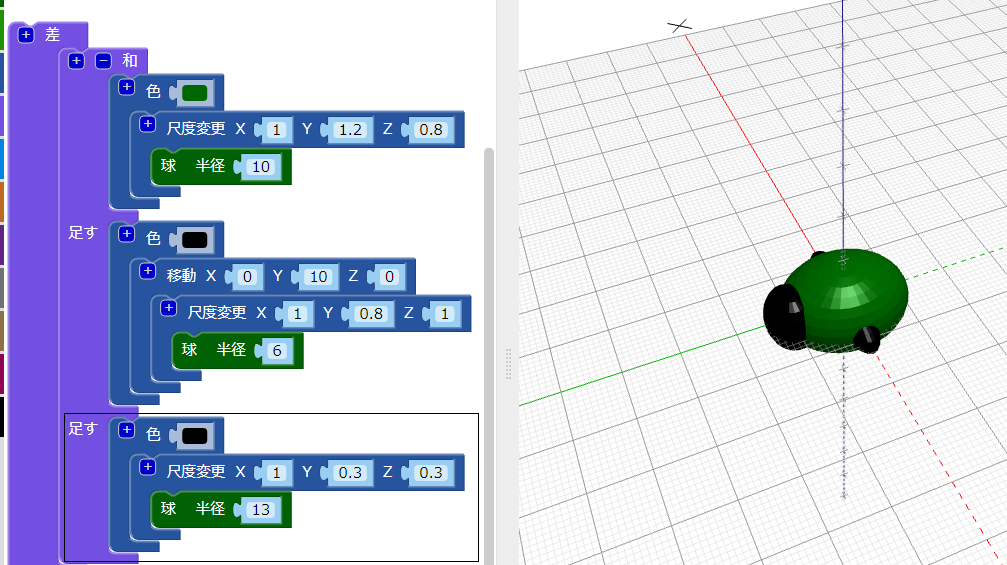 + 差
+ − 和
+ 色
+ 尺度変更 X 1 Y 1.2 Z 0.8
球 半径 10
足す + 色
+ 移動 X 0 Y 10 Z 0
+ 尺度変更 X 1 Y 0.8 Z 1
球 半径 6
足す + 色
+ 尺度変更 X 1 Y 0.3 Z 0.3
球 半径 13
X